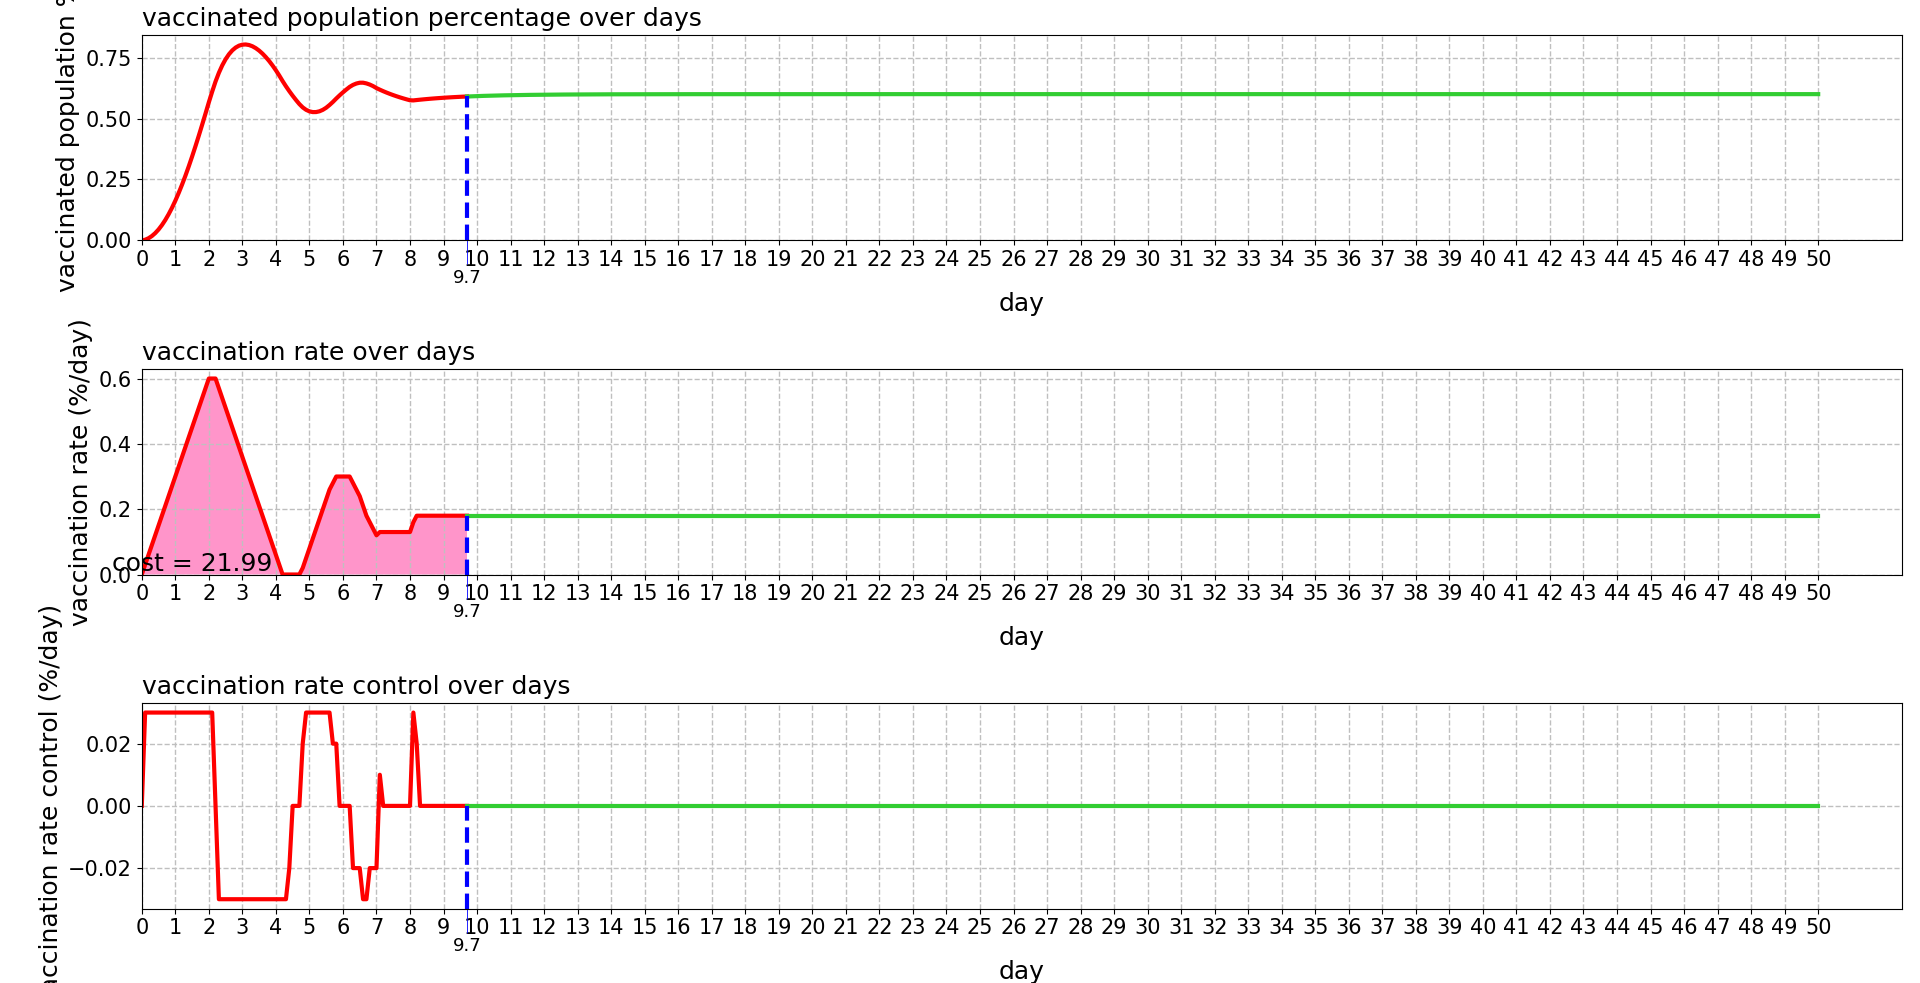 vaccinated population percentage over days
vaccinated population %
0.75
0.50
0.25
0.00
0 1 2 3 4 5 6 7 8 9 10 11 12 13 14 15 16 17 18 19 20 21 22 23 24 25 26 27 28 29 30 31 32 33 34 35 36 37 38 39 40 41 42 43 44 45 46 47 48 49 50
9.7
day
vaccination rate over days
vaccination rate (%/day)
0.6
0.4
0.2
0.0
cost = 21.99
0 1 2 3 4 5 6 7 8 9 10 11 12 13 14 15 16 17 18 19 20 21 22 23 24 25 26 27 28 29 30 31 32 33 34 35 36 37 38 39 40 41 42 43 44 45 46 47 48 49 50
9.7
day
vaccination rate control over days
accination rate control (%/day)
0.02
0.00
−0.02
0 1 2 3 4 5 6 7 8 9 10 11 12 13 14 15 16 17 18 19 20 21 22 23 24 25 26 27 28 29 30 31 32 33 34 35 36 37 38 39 40 41 42 43 44 45 46 47 48 49 50
9.7
day